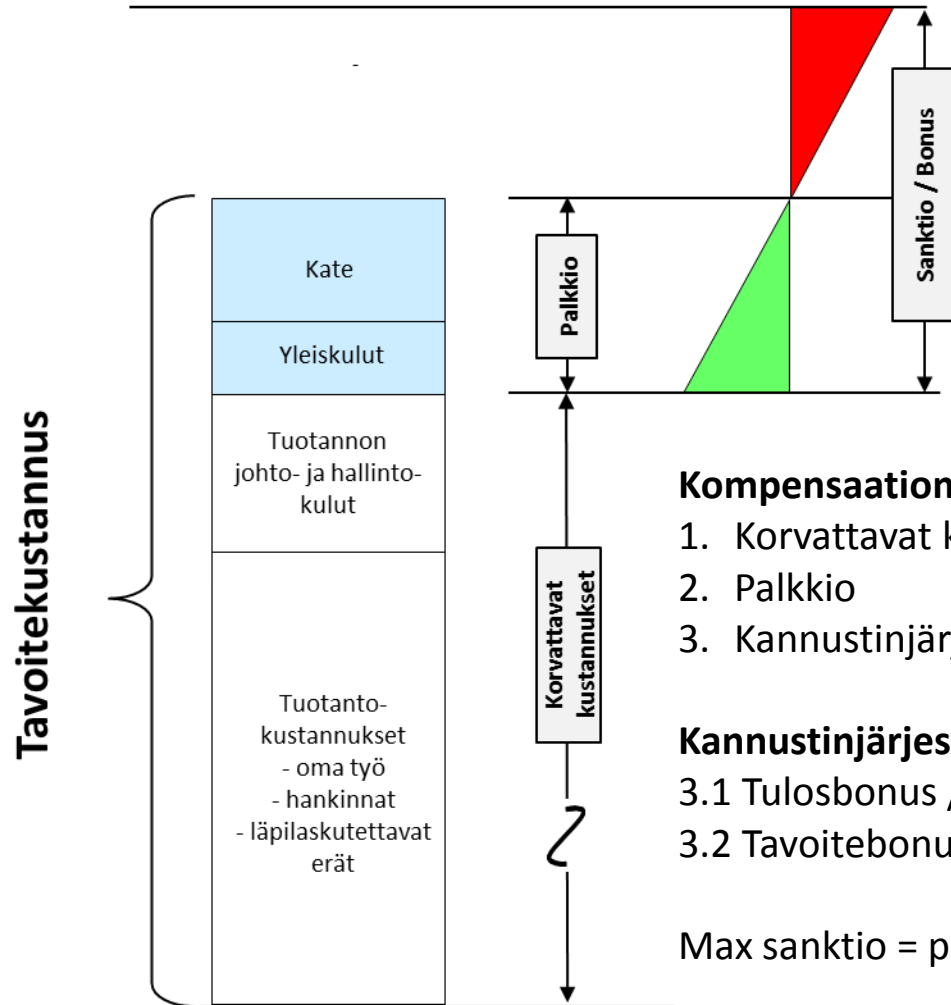 -
Tavoitekustannus
Kate
Yleiskulut
Tuotannon
johto- ja hallinto-
kulut
Tuotanto-
kustannukset
- oma työ
- hankinnat
- läpilaskutettavat
erät
Palkkio
Korvattavat
kustannukset
Sanktio / Bonus
Kompensaation
1. Korvattavat k
2. Palkkio
3. Kannustinjärj
Kannustinjärjes
3.1 Tulosbonus /
3.2 Tavoitebonu
Max sanktio = p